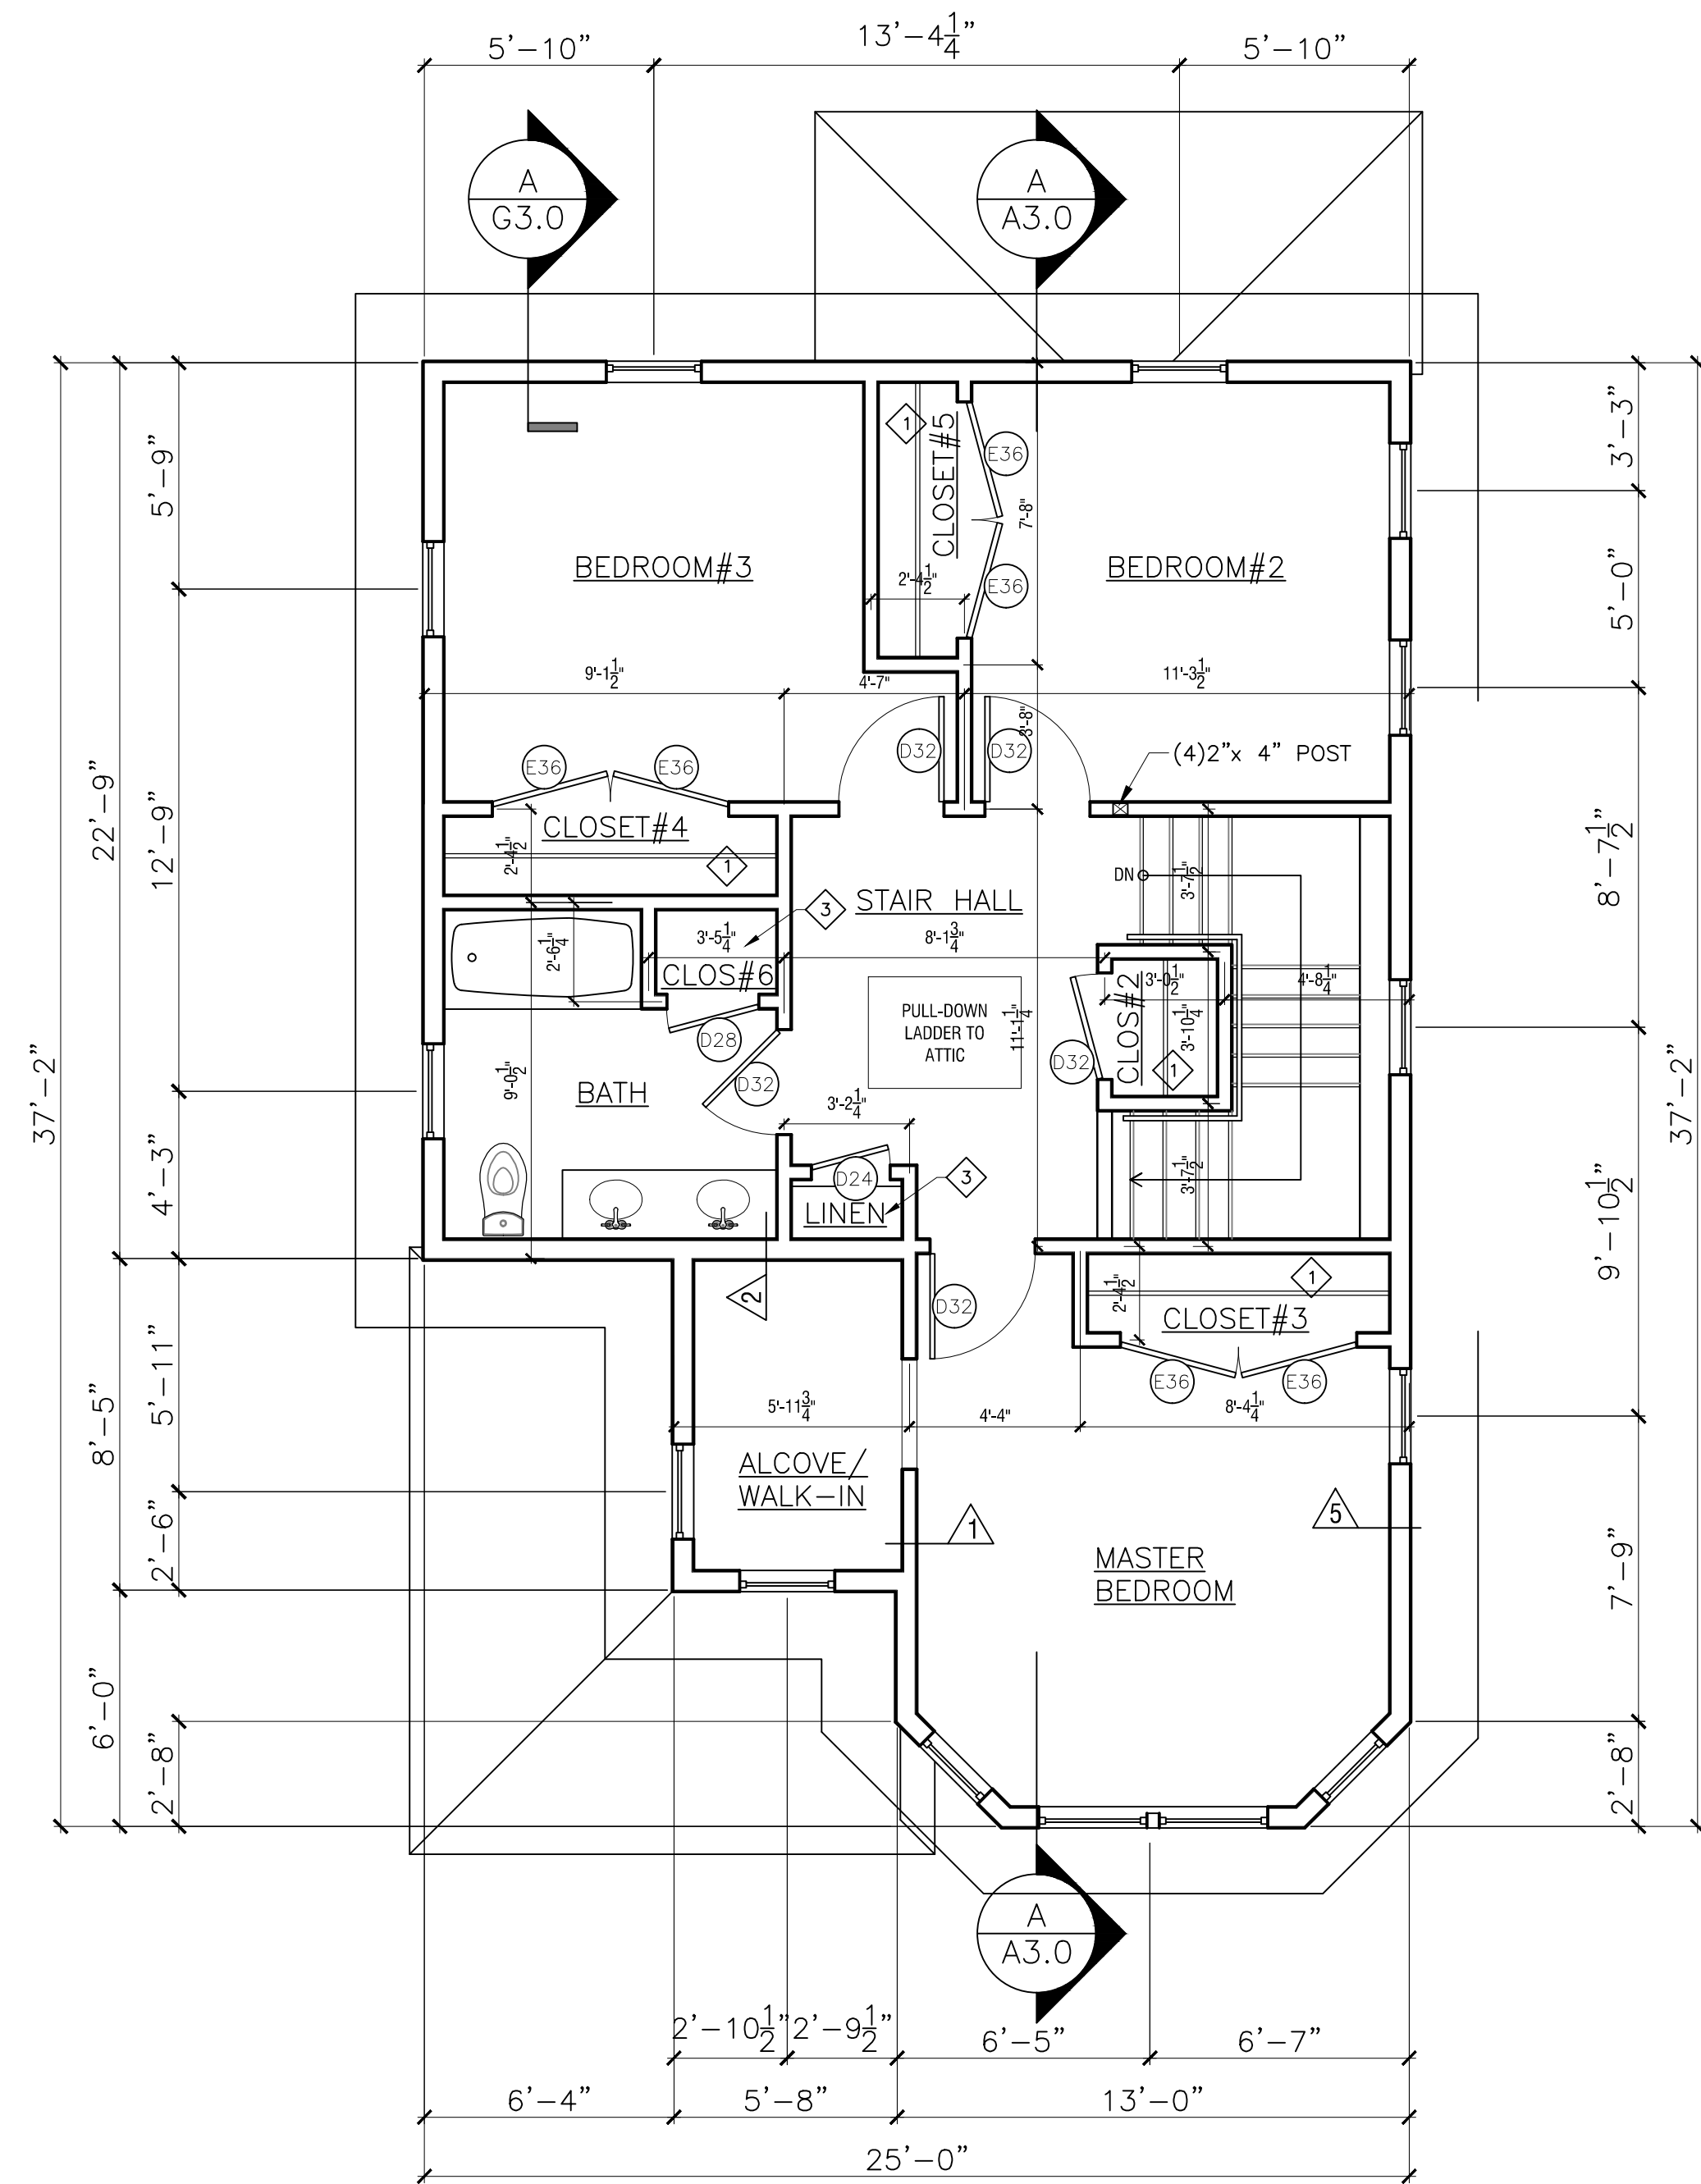 5'-10"
13'-4 1/4"
5'-10"
A
G3.0
A
A3.0
5'-9"
22'-9"
12'-9"
37'-2"
4'-3"
5'-11"
8'-5"
2'-6"
6'-0"
2'-8"
3'-3"
5'-0"
8'-7 1/2"
37'-2"
9'-10 1/2"
7'-9"
2'-8"
1
CLOSET#5
E36
7'-8"
E36
2'-4 1/2"
BEDROOM#3
BEDROOM#2
9'-1 1/2"
4'-7"
11'-3 1/2"
3'-8"
D32
D32
(4)2"x 4" POST
E36
E36
CLOSET#4
2'-4 1/2"
1
3
STAIR HALL
DN
3'-7 1/2"
2'-6 1/4"
3'-5 1/4"
8'-1 3/4"
CLOS#6
PULL-DOWN
LADDER TO
ATTIC
11'-1 1/4"
CLOS#2
3'-0 1/2"
4'-8 1/4"
3'-10 1/4"
1
D28
D32
D32
9'-0 1/2"
BATH
3'-2 1/4"
D24
3
LINEN
3'-7 1/2"
2
D32
2'-4 1/2"
1
CLOSET#3
E36
E36
5'-11 3/4"
4'-4"
8'-4 1/4"
ALCOVE/
WALK-IN
1
5
MASTER
BEDROOM
A
A3.0
2'-10 1/2"
2'-9 1/2"
6'-5"
6'-7"
6'-4"
5'-8"
13'-0"
25'-0"